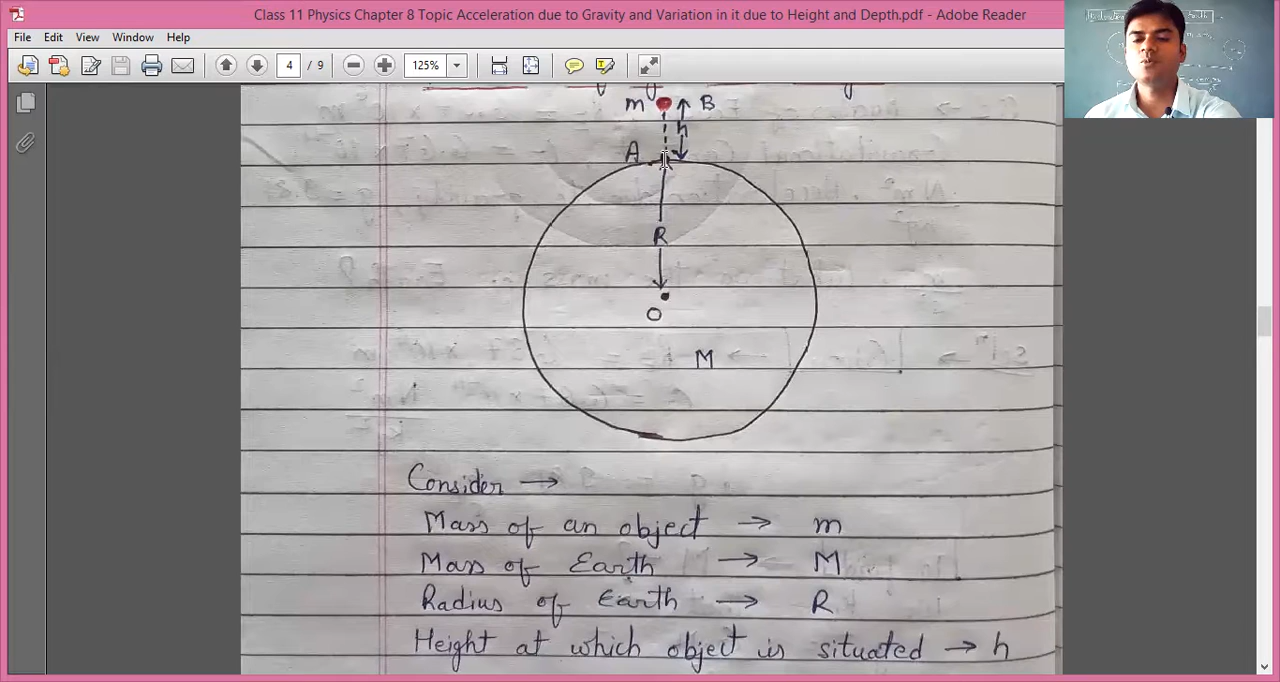 Class 11 Physics Chapter 8 Topic Acceleration due to Gravity and Variation in it due to Height and Depth.pdf - Adobe Reader
File Edit View Window Help
4 / 9 125%
m B
h
A
R
O
M
Consider →
Mass of an object → m
Mass of Earth → M
Radius of Earth → R
Height at which object is situated → h